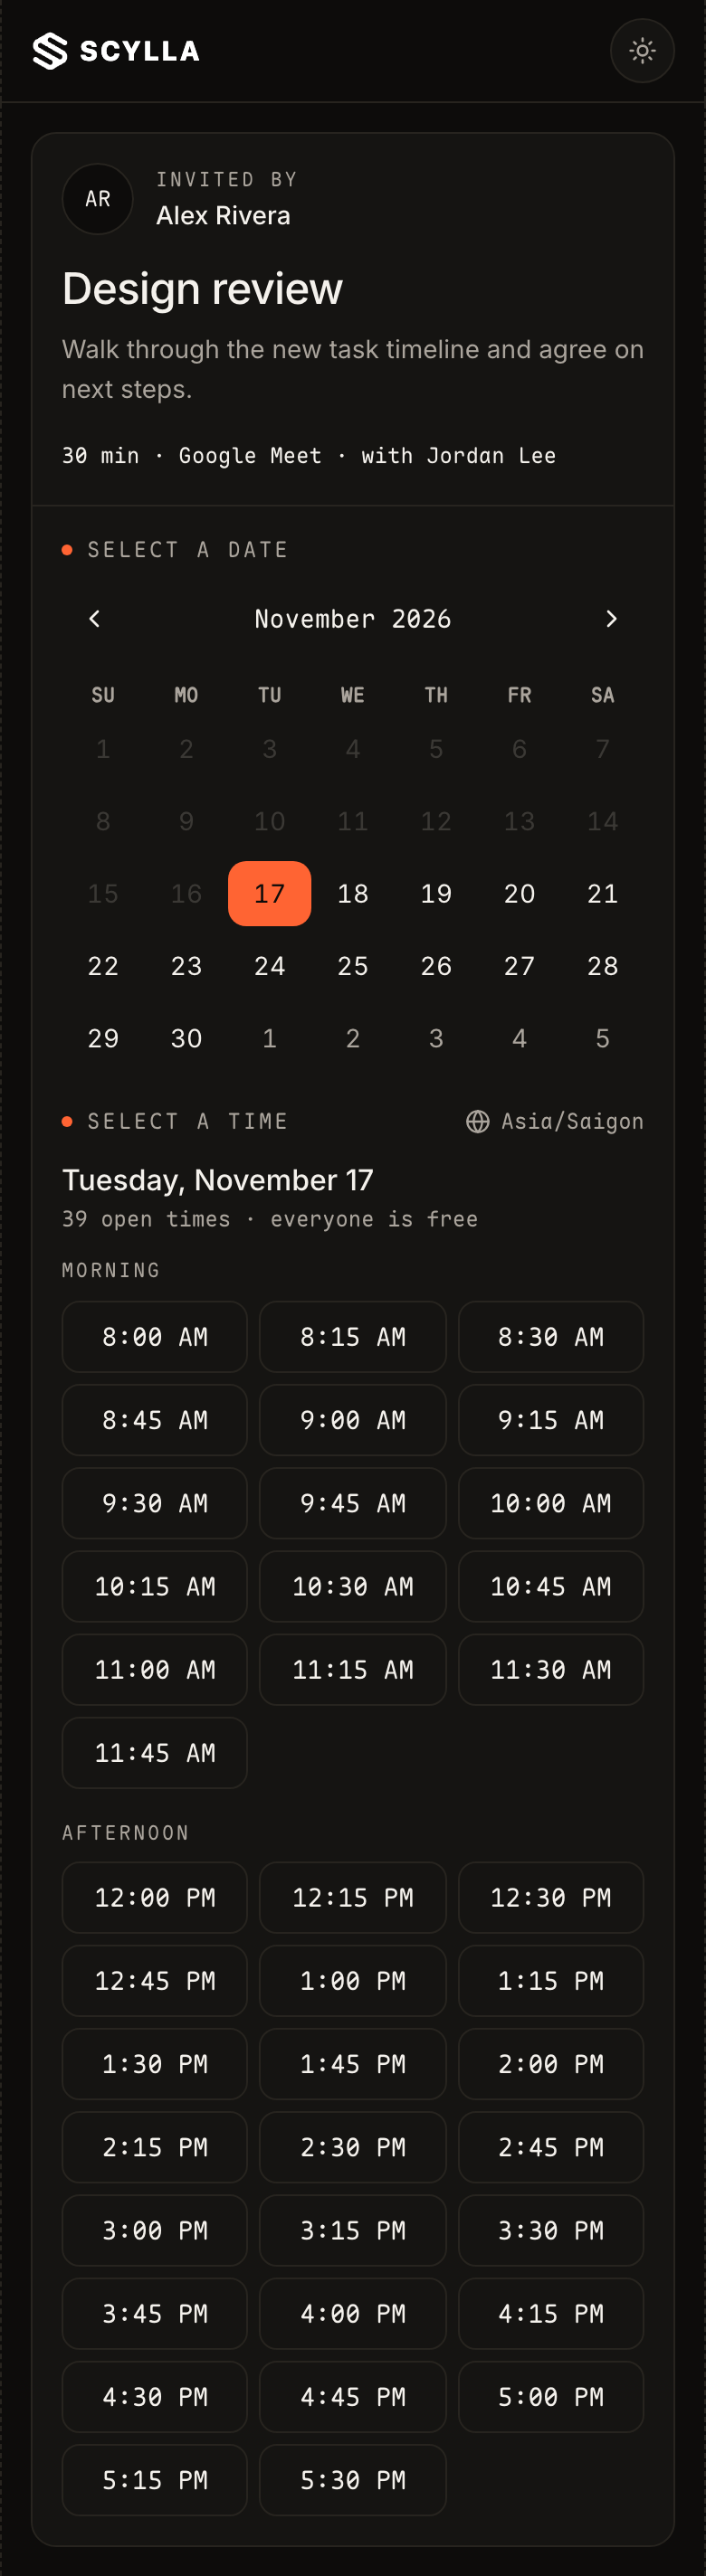 SCYLLA
AR
INVITED BY
Alex Rivera
Design review
Walk through the new task timeline and agree on
next steps.
30 min · Google Meet · with Jordan Lee
SELECT A DATE
November 2026
SU MO TU WE TH FR SA
1 2 3 4 5 6 7
8 9 10 11 12 13 14
15 16 17 18 19 20 21
22 23 24 25 26 27 28
29 30 1 2 3 4 5
SELECT A TIME Asia/Saigon
Tuesday, November 17
39 open times · everyone is free
MORNING
8:00 AM 8:15 AM 8:30 AM
8:45 AM 9:00 AM 9:15 AM
9:30 AM 9:45 AM 10:00 AM
10:15 AM 10:30 AM 10:45 AM
11:00 AM 11:15 AM 11:30 AM
11:45 AM
AFTERNOON
12:00 PM 12:15 PM 12:30 PM
12:45 PM 1:00 PM 1:15 PM
1:30 PM 1:45 PM 2:00 PM
2:15 PM 2:30 PM 2:45 PM
3:00 PM 3:15 PM 3:30 PM
3:45 PM 4:00 PM 4:15 PM
4:30 PM 4:45 PM 5:00 PM
5:15 PM 5:30 PM